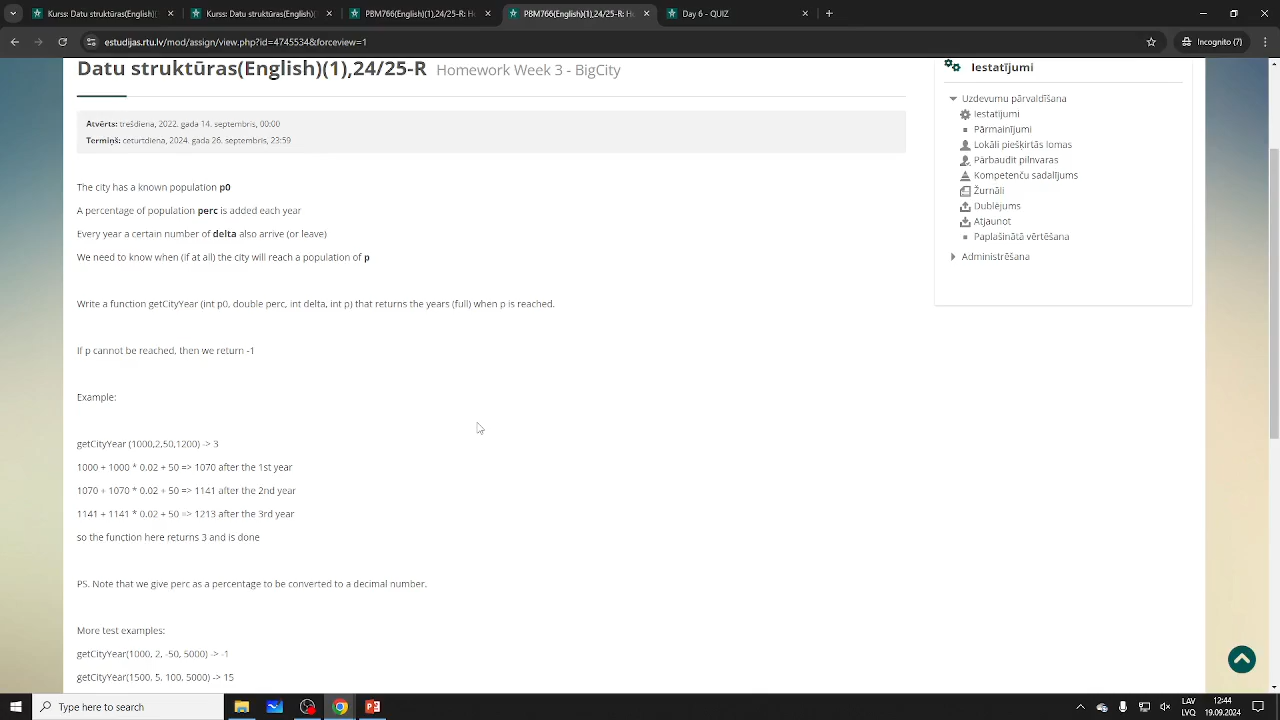 Kurss Datu struktūras(English)(1)
Kurss Datu struktūras(English)(1)
PBM766(English)1,24/25-R: Ho
PBM766(English)1,24/25-R: Ho
Day 6 - QUIZ
estudijas.rtu.lv/mod/assign/view.php?id=4745534&forceview=1
Incognito (7)
Datu struktūras(English)(1),24/25-R Homework Week 3 - BigCity
Atvērts: trešdiena, 2022. gada 14. septembris, 00:00
Termiņš: ceturtdiena, 2024. gada 26. septembris, 23:59
The city has a known population p0
A percentage of population perc is added each year
Every year a certain number of delta also arrive (or leave)
We need to know when (if at all) the city will reach a population of p
Write a function getCityYear (int p0, double perc, int delta, int p) that returns the years (full) when p is reached.
If p cannot be reached, then we return -1
Example:
getCityYear (1000,2,50,1200) -> 3
1000 + 1000 * 0.02 + 50 => 1070 after the 1st year
1070 + 1070 * 0.02 + 50 => 1141 after the 2nd year
1141 + 1141 * 0.02 + 50 => 1213 after the 3rd year
so the function here returns 3 and is done
PS. Note that we give perc as a percentage to be converted to a decimal number.
More test examples:
getCityYear(1000, 2, -50, 5000) -> -1
getCityYear(1500, 5, 100, 5000) -> 15
Iestatījumi
Uzdevumu pārvaldīšana
Iestatījumi
Pārmainījumi
Lokāli piešķirtās lomas
Pārbaudīt pilnvaras
Kompetenču sadalījums
Žurnāli
Dublējums
Atjaunot
Paplašinātā vērtēšana
Administrēšana
Type here to search
LAV
LVQ
12:44
19.09.2024